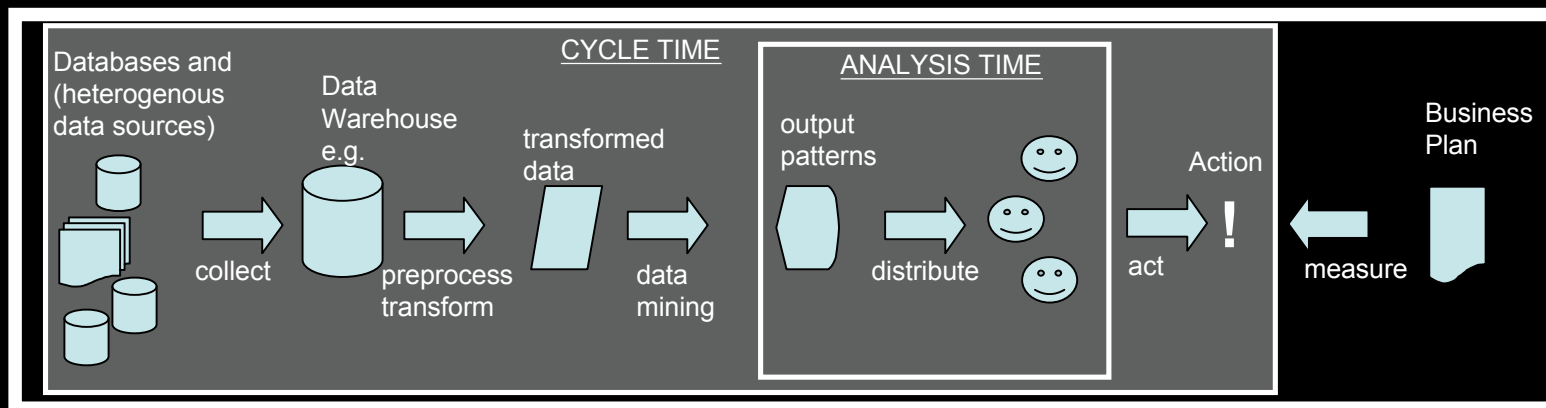 CYCLE TIME
ANALYSIS TIME
Databases and
(heterogenous
data sources)
Data
Warehouse
e.g.
transformed
data
output
patterns
Action
!
Business
Plan
collect
preprocess
transform
data
mining
distribute
act
measure